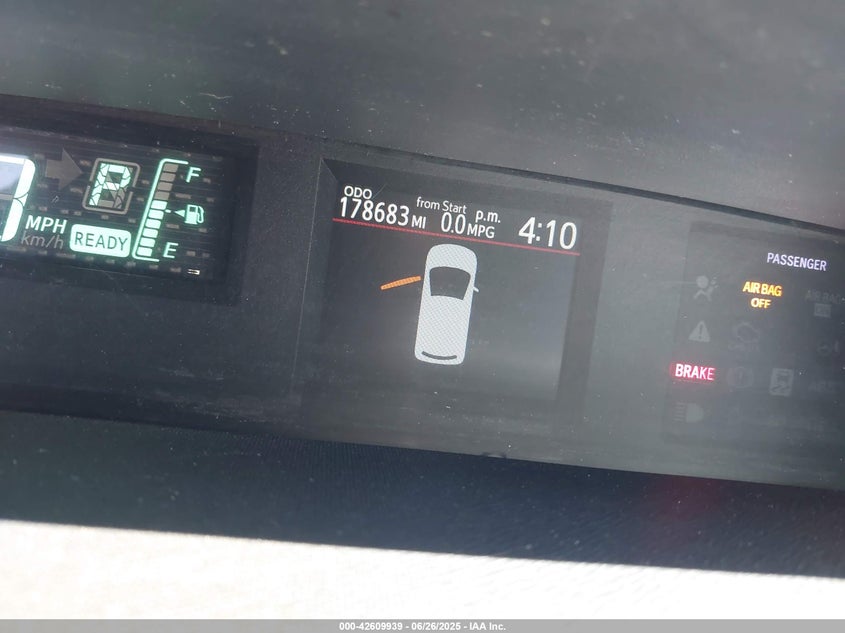 P
F
MPH
km/h
READY
E
ODO
178683 MI
from Start
0.0 MPG
p.m.
4:10
PASSENGER
AIR BAG
OFF
BRAKE
000-42609939 - 06/26/2025 - IAA Inc.